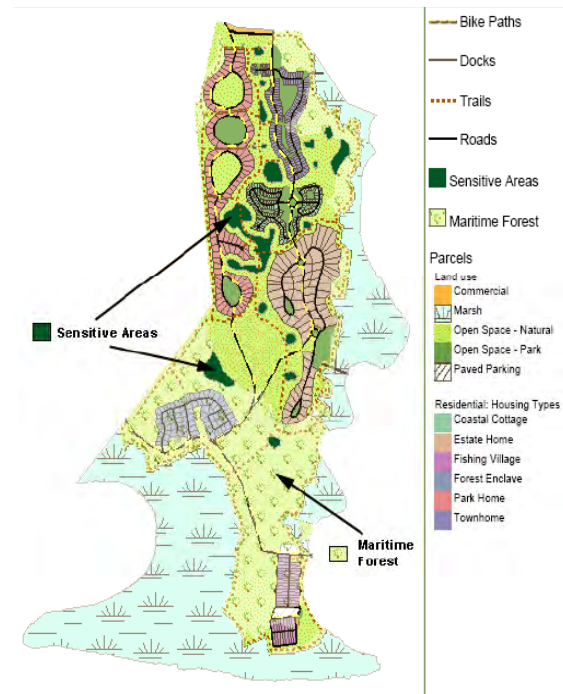 Bike Paths
Docks
Trails
Roads
Sensitive Areas
Maritime Forest
Parcels
Land use
Commercial
Marsh
Open Space - Natural
Open Space - Park
Paved Parking
Residential: Housing Types
Coastal Cottage
Estate Home
Fishing Village
Forest Enclave
Park Home
Townhome
Sensitive Areas
Maritime
Forest